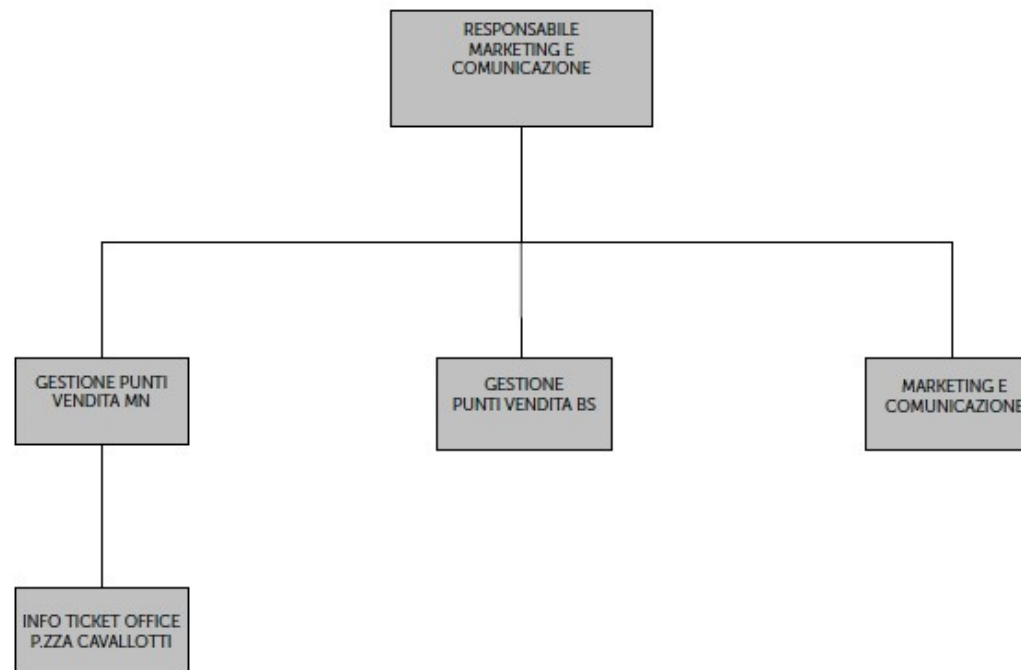 RESPONSABILE
MARKETING E
COMUNICAZIONE
GESTIONE PUNTI
VENDITA MN
GESTIONE
PUNTI VENDITA BS
MARKETING E
COMUNICAZIONE
INFO TICKET OFFICE
P.ZZA CAVALLOTTI